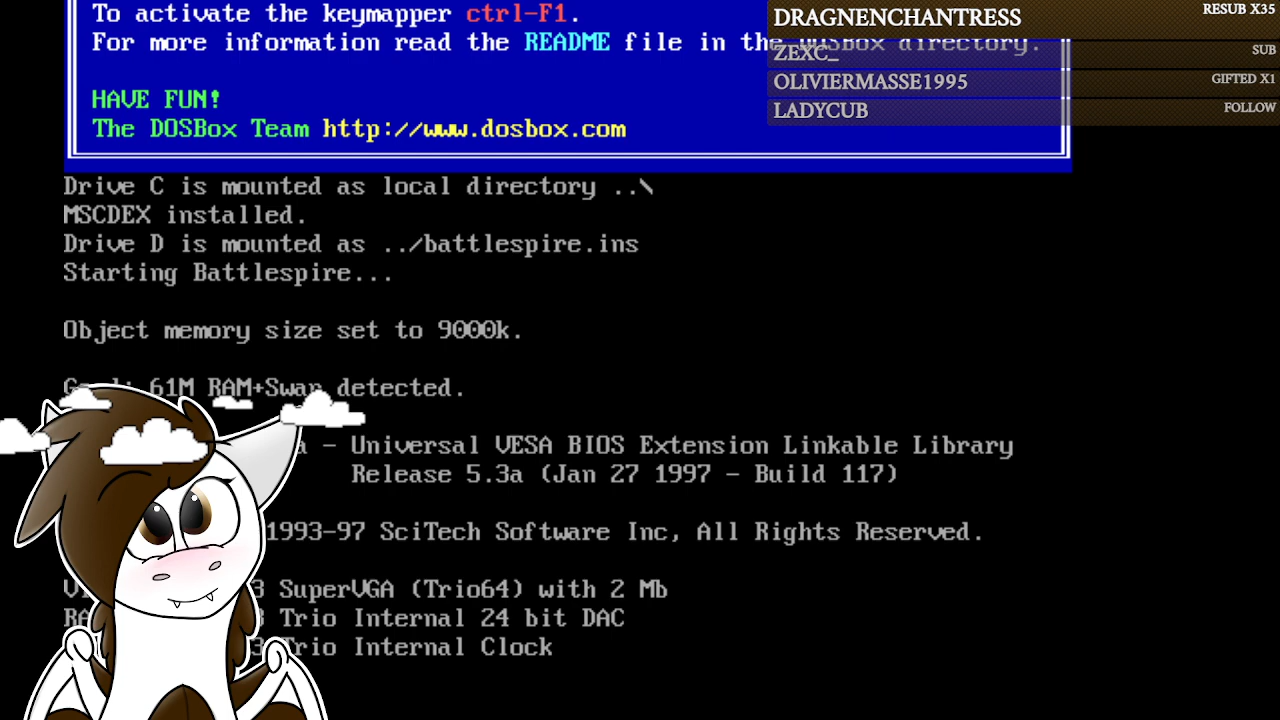 To activate the keymapper ctrl-F1.
For more information read the README file in the DOSBox directory.
HAVE FUN!
The DOSBox Team http://www.dosbox.com
DRAGNENCHANTRESS RESUB X35
ZEXC_ SUB
OLIVIERMASSE1995 GIFTED X1
LADYCUB FOLLOW
Drive C is mounted as local directory ..\
MSCDEX installed.
Drive D is mounted as ../battlespire.ins
Starting Battlespire...
Object memory size set to 9000k.
61M RAM+Swap detected.
- Universal VESA BIOS Extension Linkable Library
Release 5.3a (Jan 27 1997 - Build 117)
1993-97 SciTech Software Inc, All Rights Reserved.
SuperVGA (Trio64) with 2 Mb
Trio Internal 24 bit DAC
Trio Internal Clock